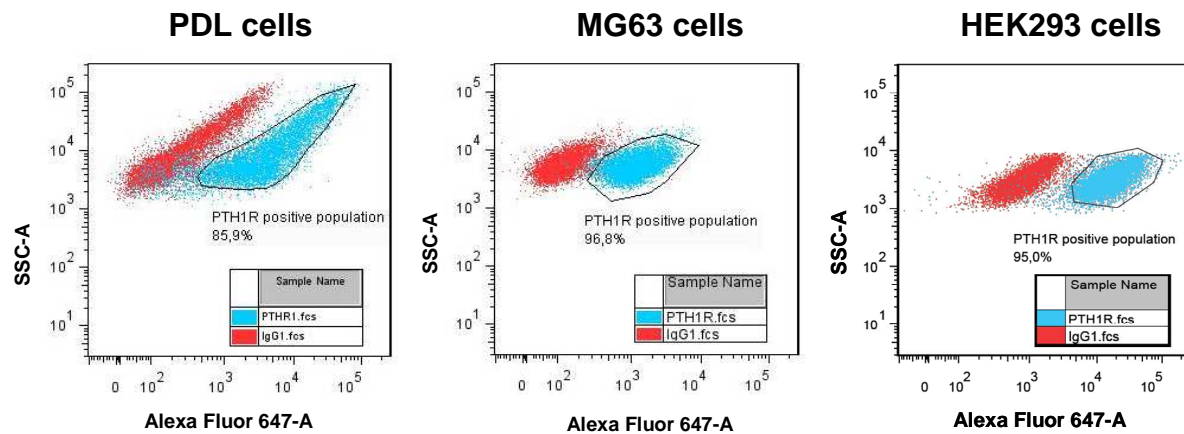 PDL cells
SSC-A
10^5
10^4
10^3
10^2
10^1
PTH1R positive population
85,9%
Sample Name
PTHR1.fcs
IgG1.fcs
0 10^2 10^3 10^4 10^5
Alexa Fluor 647-A
MG63 cells
SSC-A
10^5
10^4
10^3
10^2
10^1
PTH1R positive population
96,8%
Sample Name
PTH1R.fcs
IgG1.fcs
0 10^2 10^3 10^4 10^5
Alexa Fluor 647-A
HEK293 cells
SSC-A
10^5
10^4
10^3
10^2
10^1
PTH1R positive population
95,0%
Sample Name
PTH1R.fcs
IgG1.fcs
0 10^2 10^3 10^4 10^5
Alexa Fluor 647-A